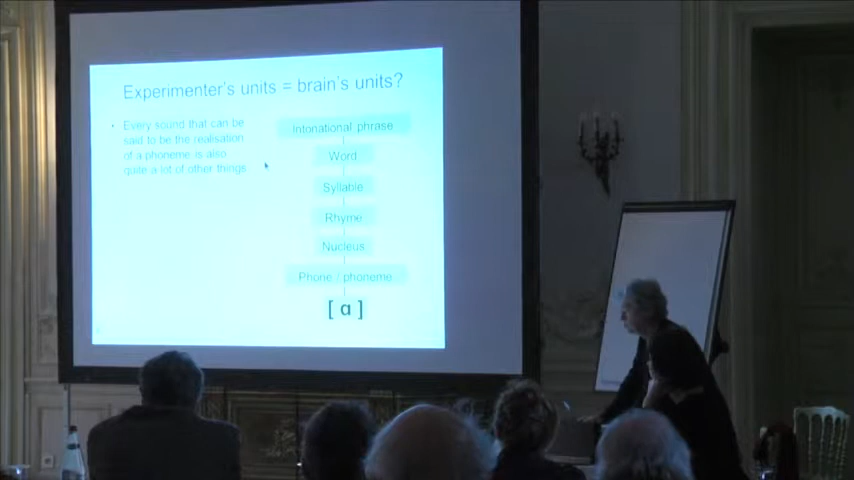 Experimenter's units = brain's units?
• Every sound that can be
said to be the realisation
of a phoneme is also
quite a lot of other things
Intonational phrase
Word
Syllable
Rhyme
Nucleus
Phone / phoneme
[ɑ]